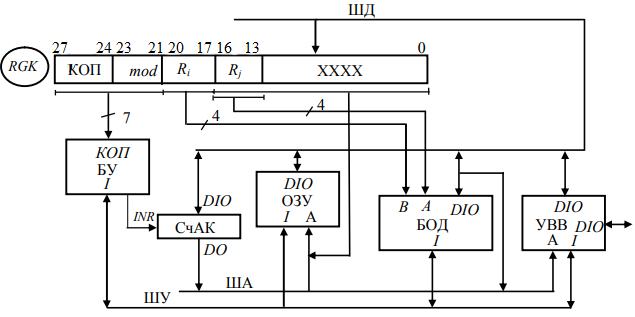 ШД
27 24 23 21 20 17 16 13 0
RGK КОП mod Ri Rj XXXX
7 4 4
КОП
БУ
I
INR
DIO
СчАК
DO
DIO
ОЗУ
I A
B A DIO
БОД
I
DIO
УВВ DIO
A I
ША
ШУ